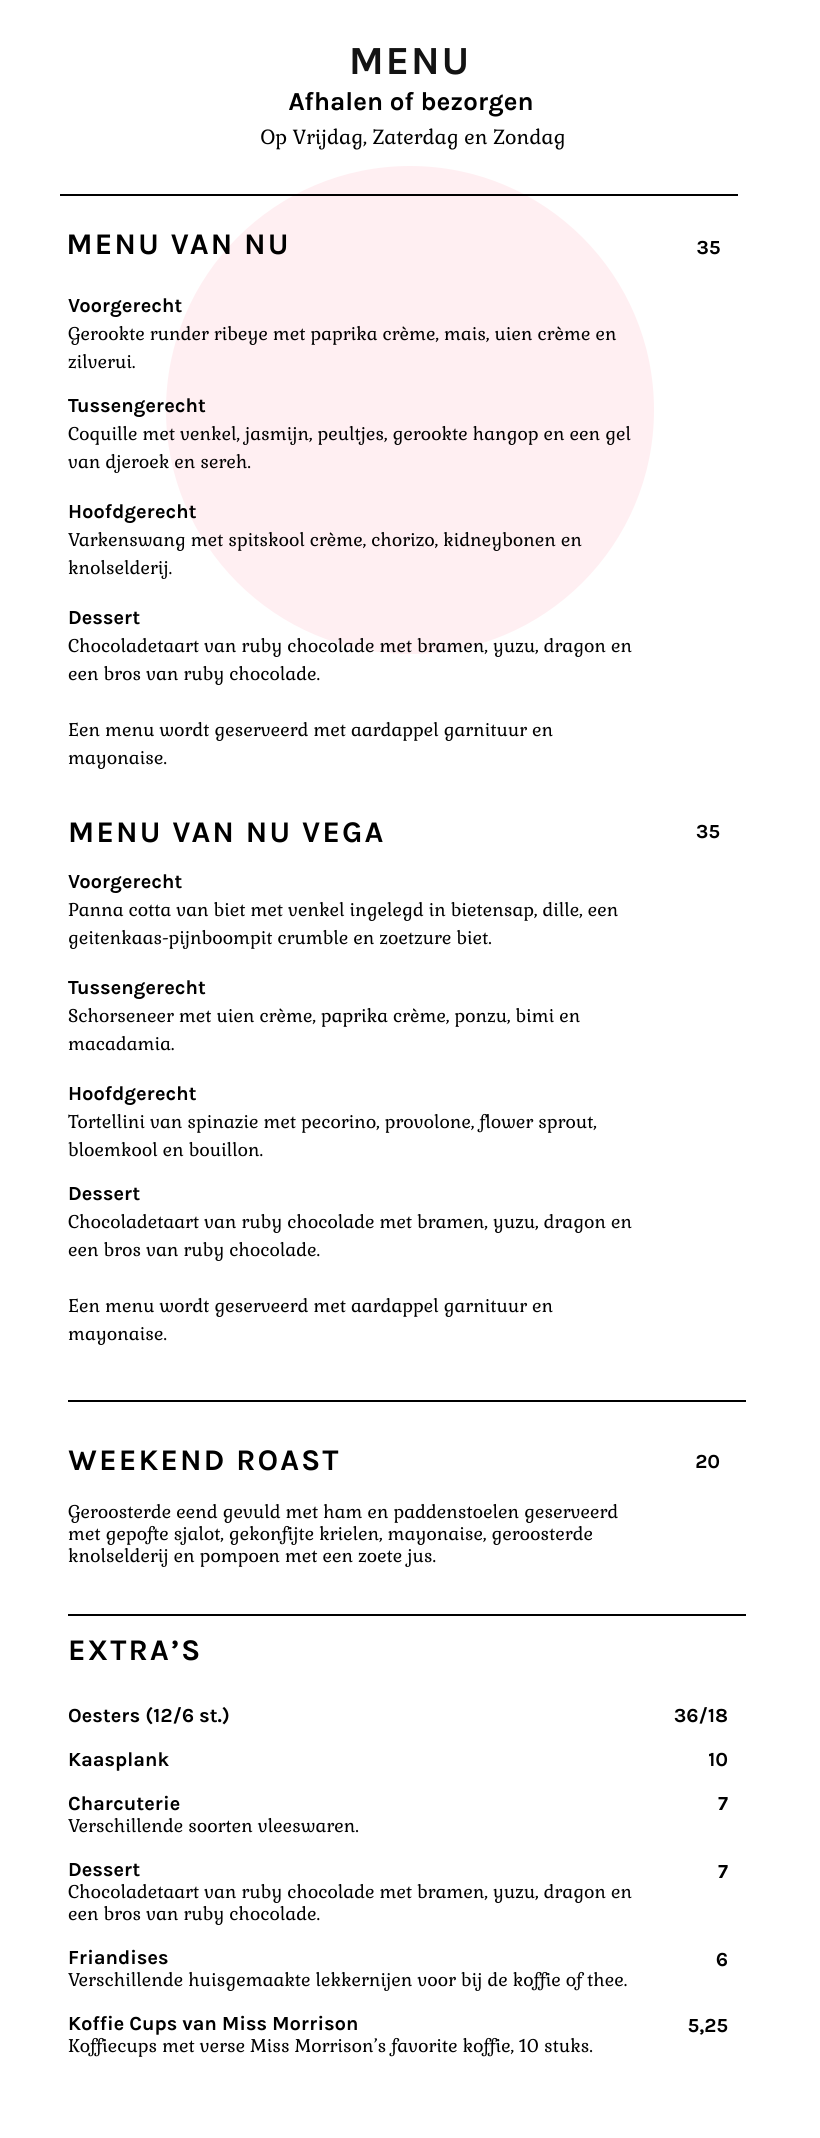 MENU
Afhalen of bezorgen
Op Vrijdag, Zaterdag en Zondag
MENU VAN NU 35
Voorgerecht
Gerookte runder ribeye met paprika crème, mais, uien crème en
zilverui.
Tussengerecht
Coquille met venkel, jasmijn, peultjes, gerookte hangop en een gel
van djeroek en sereh.
Hoofdgerecht
Varkenswang met spitskool crème, chorizo, kidneybonen en
knolselderij.
Dessert
Chocoladetaart van ruby chocolade met bramen, yuzu, dragon en
een bros van ruby chocolade.
Een menu wordt geserveerd met aardappel garnituur en
mayonaise.
MENU VAN NU VEGA 35
Voorgerecht
Panna cotta van biet met venkel ingelegd in bietensap, dille, een
geitenkaas-pijnboompit crumble en zoetzure biet.
Tussengerecht
Schorseneer met uien crème, paprika crème, ponzu, bimi en
macadamia.
Hoofdgerecht
Tortellini van spinazie met pecorino, provolone, flower sprout,
bloemkool en bouillon.
Dessert
Chocoladetaart van ruby chocolade met bramen, yuzu, dragon en
een bros van ruby chocolade.
Een menu wordt geserveerd met aardappel garnituur en
mayonaise.
WEEKEND ROAST 20
Geroosterde eend gevuld met ham en paddenstoelen geserveerd
met gepofte sjalot, gekonfijte krielen, mayonaise, geroosterde
knolselderij en pompoen met een zoete jus.
EXTRA’S
Oesters (12/6 st.) 36/18
Kaasplank 10
Charcuterie 7
Verschillende soorten vleeswaren.
Dessert 7
Chocoladetaart van ruby chocolade met bramen, yuzu, dragon en
een bros van ruby chocolade.
Friandises 6
Verschillende huisgemaakte lekkernijen voor bij de koffie of thee.
Koffie Cups van Miss Morrison 5,25
Koffiecups met verse Miss Morrison’s favorite koffie, 10 stuks.